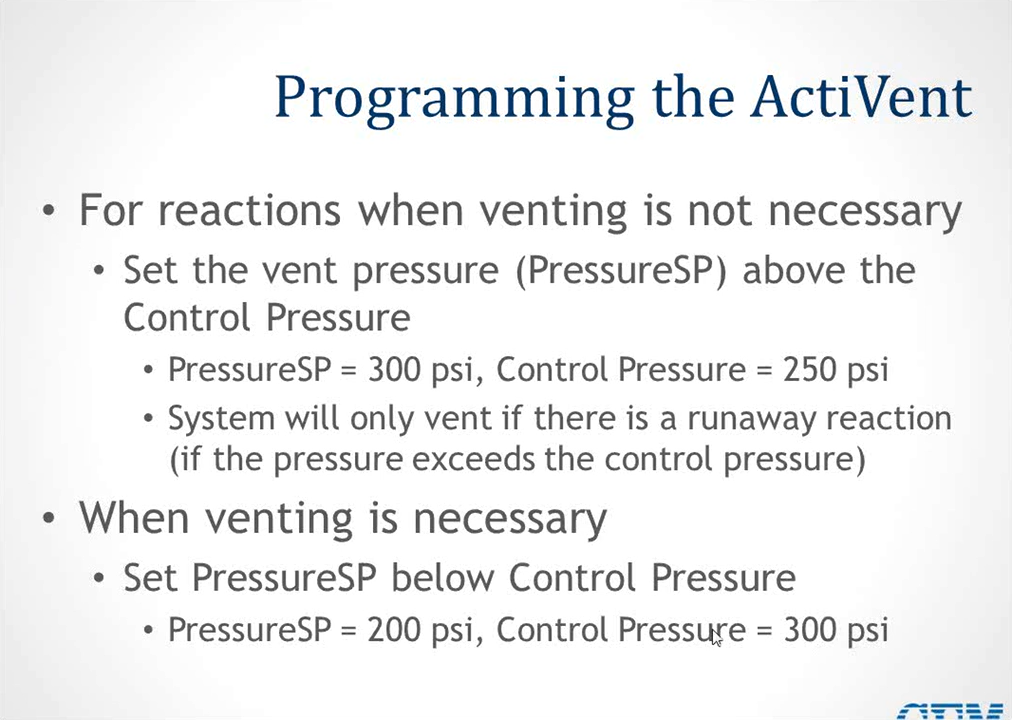 Programming the ActiVent
• For reactions when venting is not necessary
• Set the vent pressure (PressureSP) above the
Control Pressure
• PressureSP = 300 psi, Control Pressure = 250 psi
• System will only vent if there is a runaway reaction
(if the pressure exceeds the control pressure)
• When venting is necessary
• Set PressureSP below Control Pressure
• PressureSP = 200 psi, Control Pressure = 300 psi